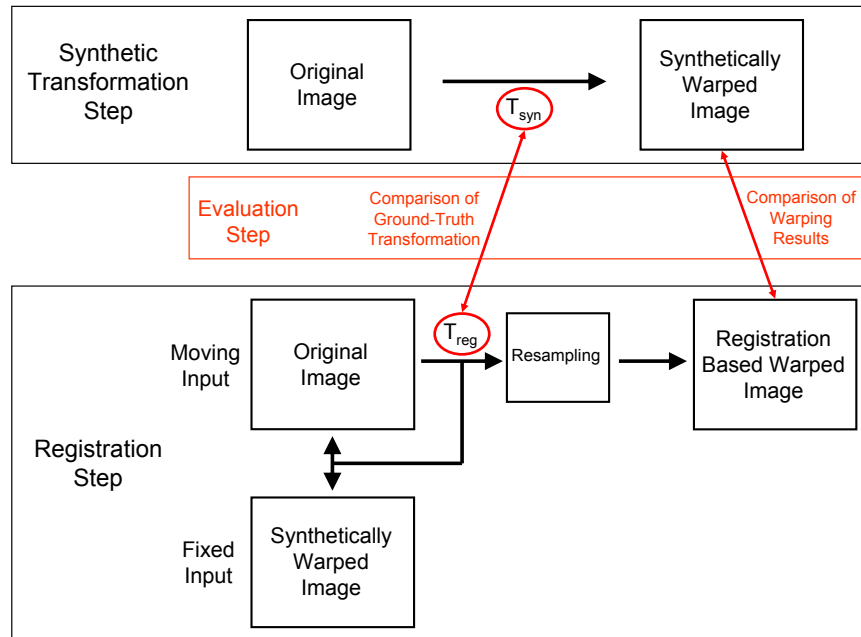 Synthetic
Transformation
Step
Original
Image
T_syn
Synthetically
Warped
Image
Evaluation
Step
Comparison of
Ground-Truth
Transformation
Comparison of
Warping
Results
Registration
Step
Moving
Input
Original
Image
T_reg
Resampling
Registration
Based Warped
Image
Fixed
Input
Synthetically
Warped
Image